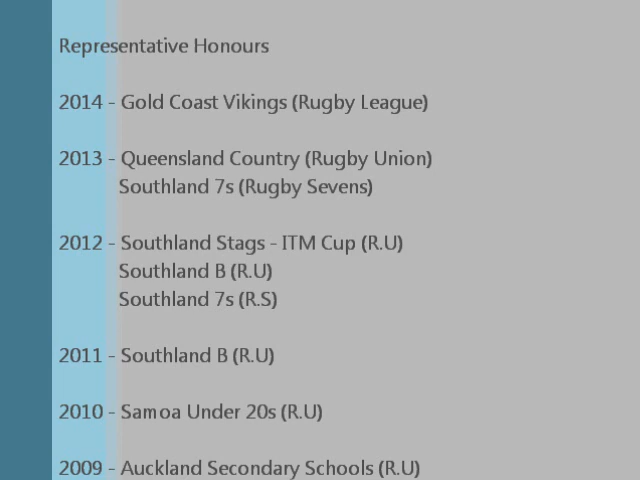 Representative Honours
2014 - Gold Coast Vikings (Rugby League)
2013 - Queensland Country (Rugby Union)
Southland 7s (Rugby Sevens)
2012 - Southland Stags - ITM Cup (R.U)
Southland B (R.U)
Southland 7s (R.S)
2011 - Southland B (R.U)
2010 - Samoa Under 20s (R.U)
2009 - Auckland Secondary Schools (R.U)